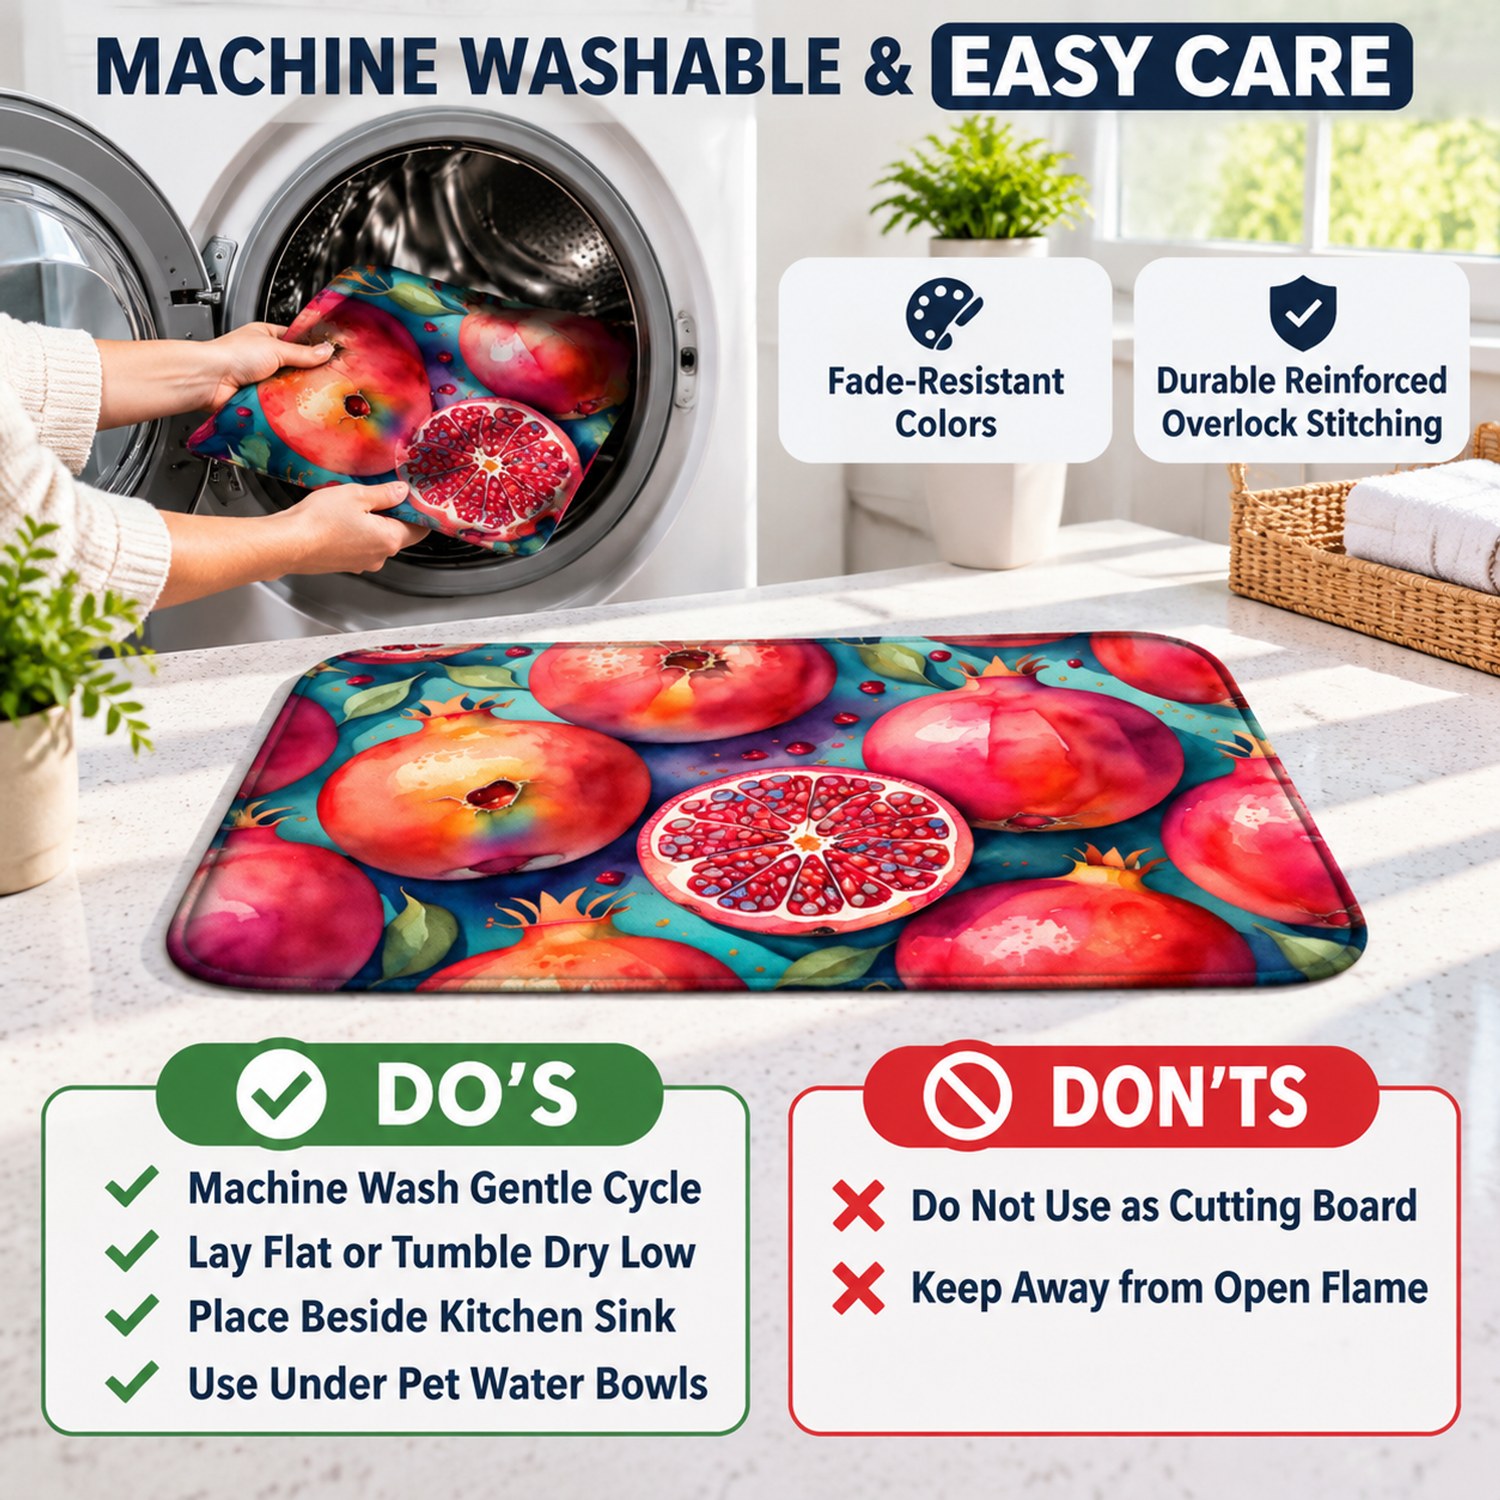 MACHINE WASHABLE & EASY CARE
Fade-Resistant
Colors
Durable Reinforced
Overlock Stitching
DO'S
Machine Wash Gentle Cycle
Lay Flat or Tumble Dry Low
Place Beside Kitchen Sink
Use Under Pet Water Bowls
DON'TS
Do Not Use as Cutting Board
Keep Away from Open Flame